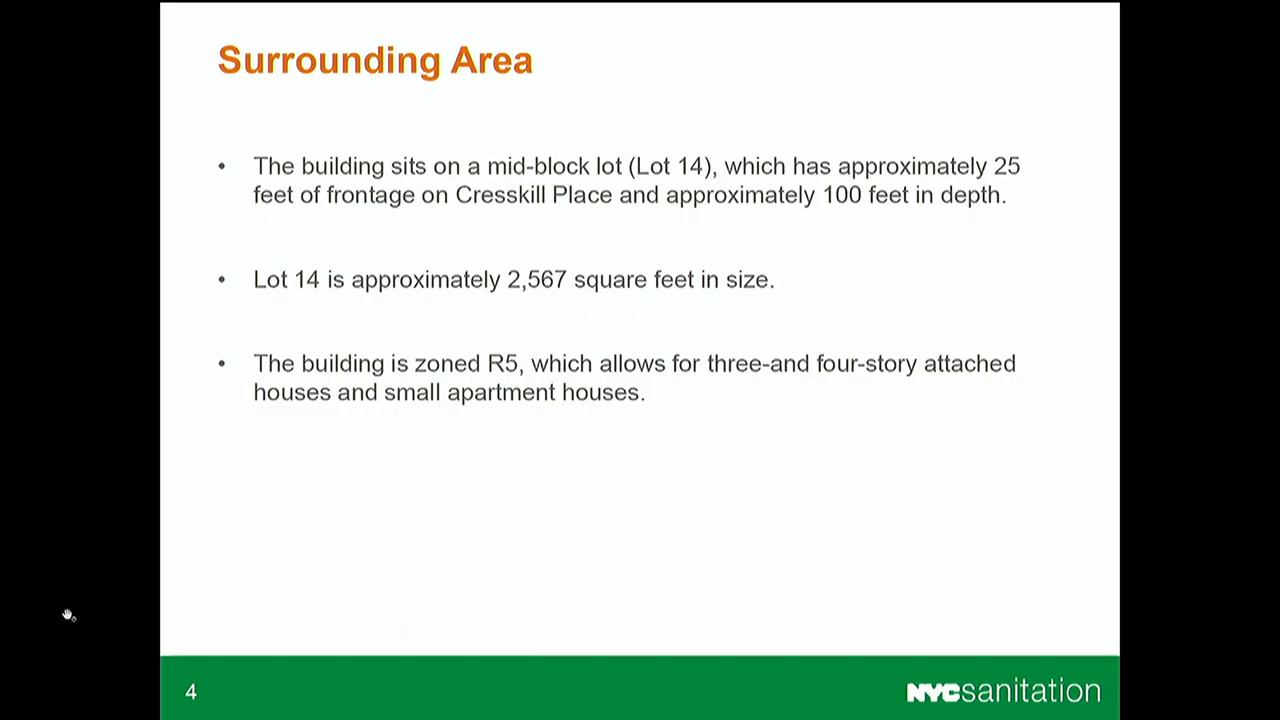 Surrounding Area
• The building sits on a mid-block lot (Lot 14), which has approximately 25
feet of frontage on Cresskill Place and approximately 100 feet in depth.
• Lot 14 is approximately 2,567 square feet in size.
• The building is zoned R5, which allows for three-and four-story attached
houses and small apartment houses.
4
NYCsanitation